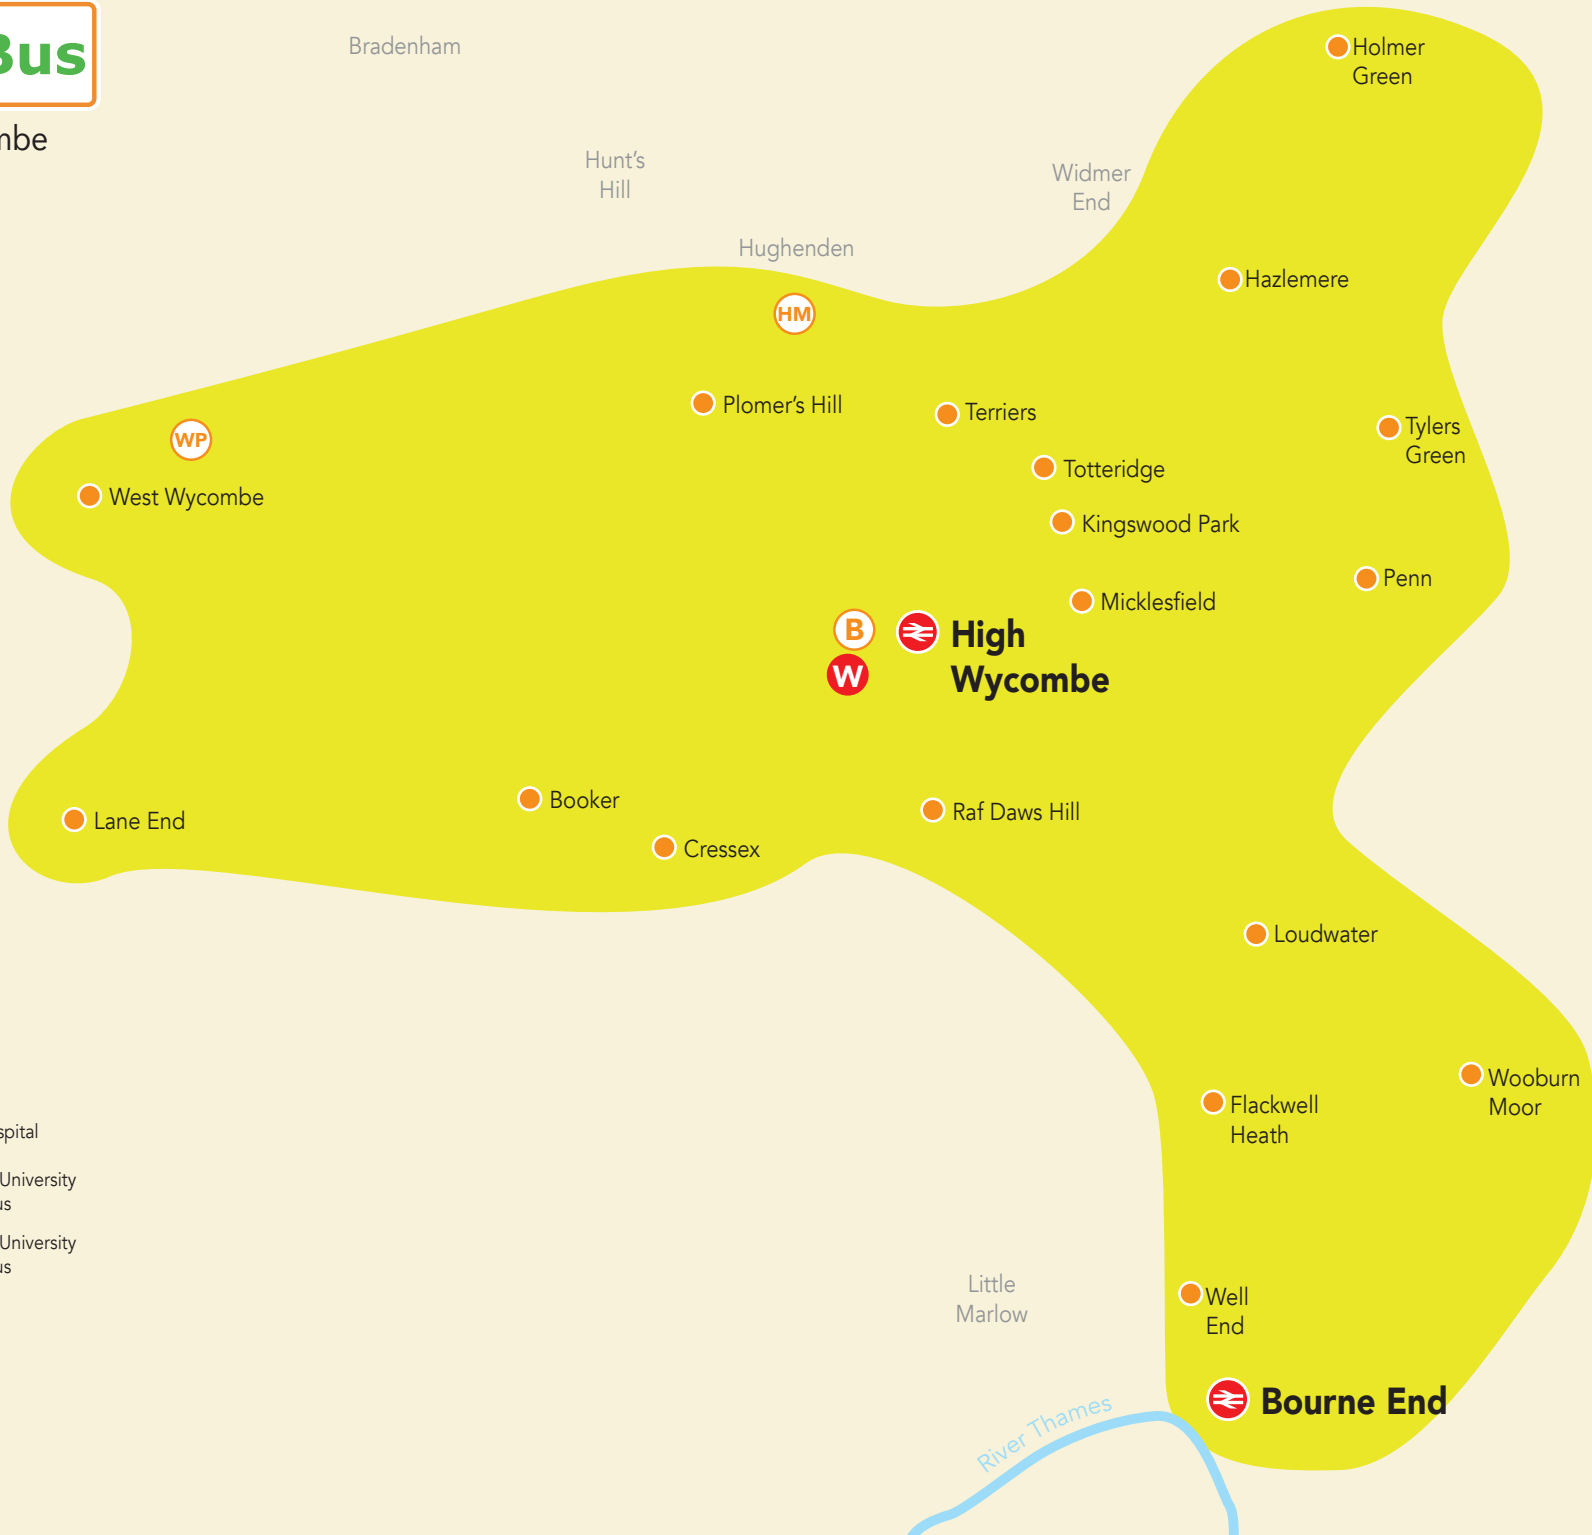 Bus
mbe
Bradenham
Holmer
Green
Hunt's
Hill
Widmer
End
Hughenden
Hazlemere
HM
Plomer's Hill
Terriers
Tylers
Green
WP
West Wycombe
Totteridge
Kingswood Park
Penn
Micklesfield
B
High
Wycombe
W
Booker
Raf Daws Hill
Lane End
Cressex
Loudwater
Wooburn
Moor
Flackwell
Heath
spital
University
us
University
us
Little
Marlow
Well
End
Bourne End
River Thames